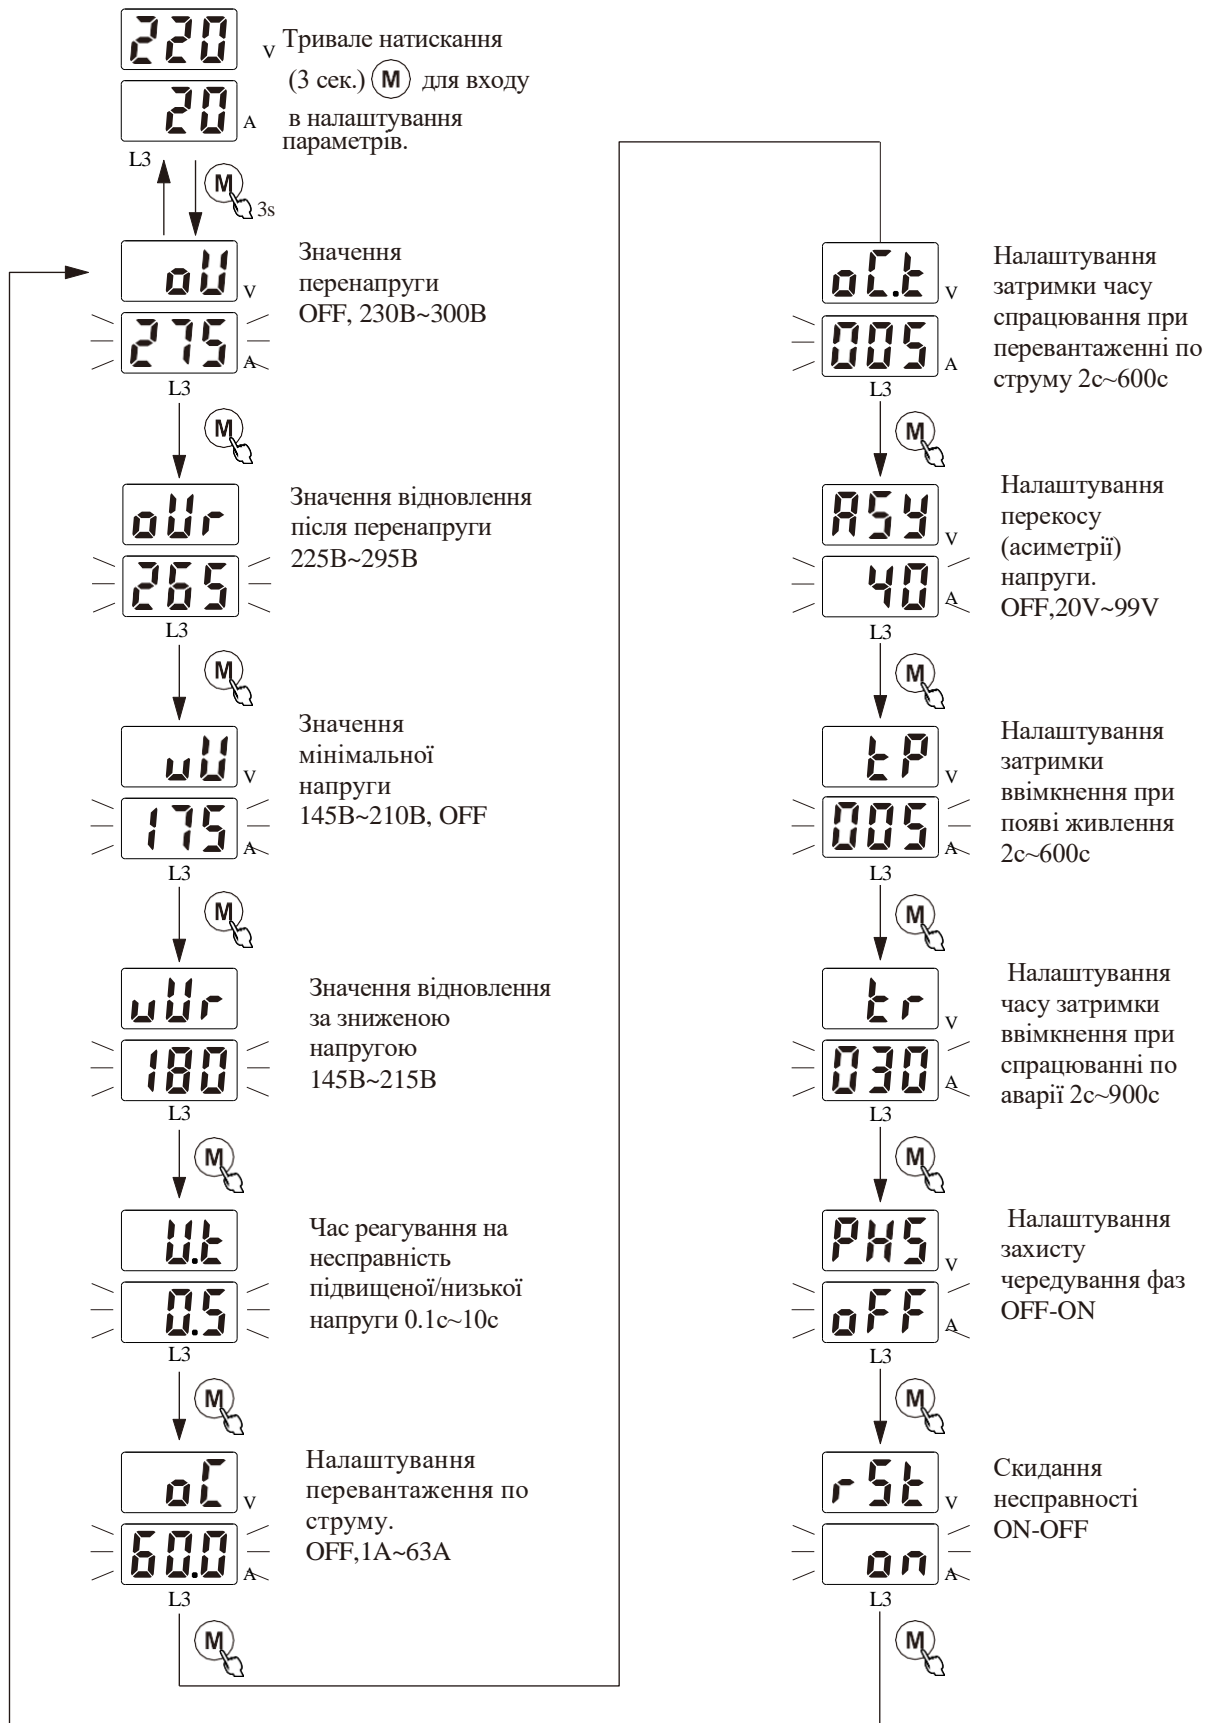 220
V Тривале натискання
(3 сек.) M для входу
20
A
в налаштування
параметрів.
L3
M
3s
oU
V
275
A
L3
Значення
перенапруги
OFF, 230В~300В
M
oUr
265
L3
Значення відновлення
після перенапруги
225В~295В
M
uU
V
175
A
L3
Значення
мінімальної
напруги
145В~210В, OFF
M
uUr
180
L3
Значення відновлення
за зниженою
напругою
145В~215В
M
U.t
0.5
L3
Час реагування на
несправність
підвищеної/низької
напруги 0.1с~10с
M
oC
V
60.0
A
L3
Налаштування
перевантаження по
струму.
OFF,1А~63А
M
oC.t
V
005
A
L3
Налаштування
затримки часу
спрацювання при
перевантаженні по
струму 2с~600с
M
ASY
V
40
A
L3
Налаштування
перекосу
(асиметрії)
напруги.
OFF,20V~99V
M
tP
V
005
A
L3
Налаштування
затримки
ввімкнення при
появі живлення
2с~600с
M
tr
V
030
A
L3
Налаштування
часу затримки
ввімкнення при
спрацюванні по
аварії 2с~900с
M
PHS
V
oFF
A
L3
Налаштування
захисту
чередування фаз
OFF-ON
M
rSt
V
on
A
L3
Скидання
несправності
ON-OFF
M